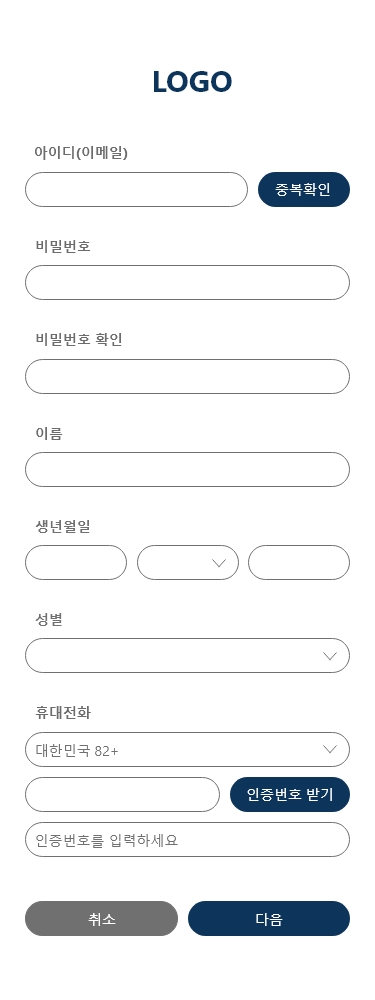 LOGO
아이디(이메일)
중복확인
비밀번호
비밀번호 확인
이름
생년월일
성별
휴대전화
대한민국 82+
인증번호 받기
인증번호를 입력하세요
취소 다음